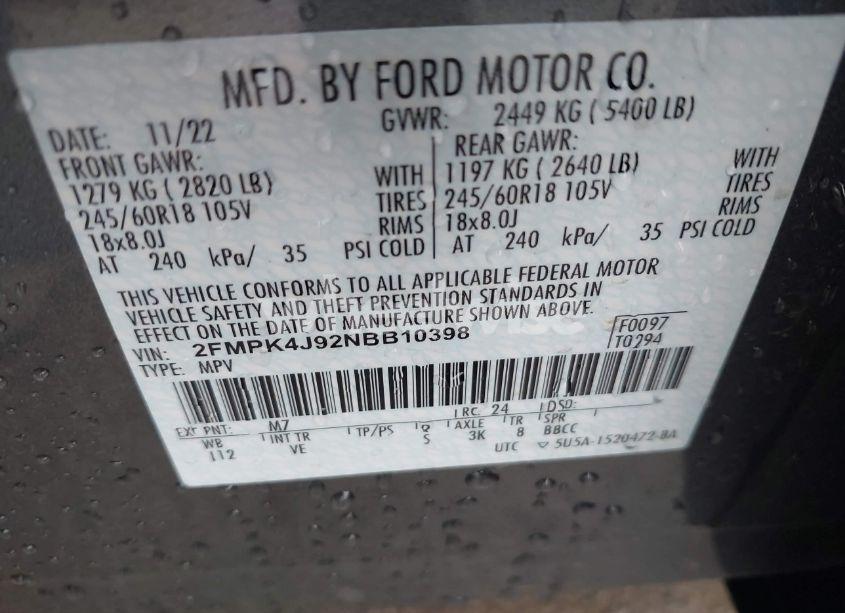 MFD. BY FORD MOTOR CO.
DATE: 11/22 GVWR: 2449 KG ( 5400 LB)
FRONT GAWR: REAR GAWR:
1279 KG ( 2820 LB) WITH 1197 KG ( 2640 LB) WITH
245/60R18 105V TIRES 245/60R18 105V TIRES
18x8.0J RIMS 18x8.0J RIMS
AT 240 kPa/ 35 PSI COLD AT 240 kPa/ 35 PSI COLD
THIS VEHICLE CONFORMS TO ALL APPLICABLE FEDERAL MOTOR
VEHICLE SAFETY AND THEFT PREVENTION STANDARDS IN
EFFECT ON THE DATE OF MANUFACTURE SHOWN ABOVE.
VIN: 2FMPK4J92NBB10398 F0097
TYPE: MPV T0294
EXT PNT: M7 RC: 24 DSO:
WB INT TR TP/PS R AXLE TR SPR
112 VE S 3K 8 BBCC
UTC 5U5A-1520472-BA